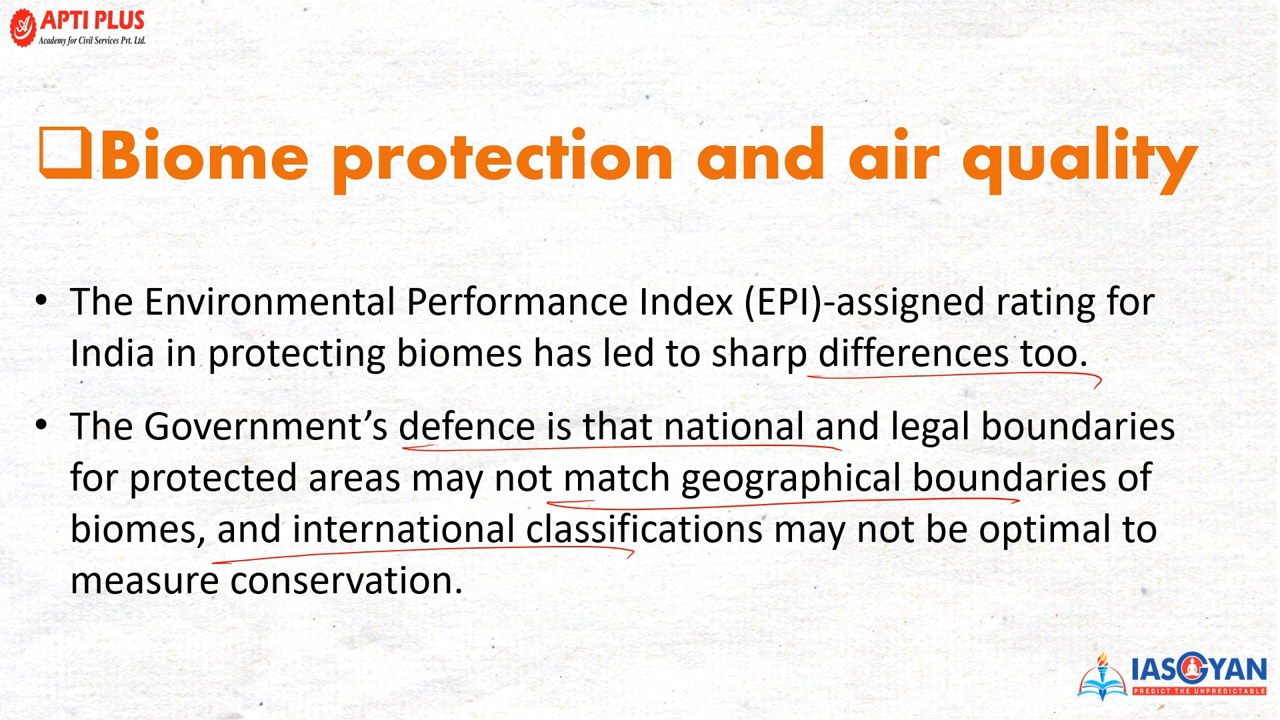 APTI PLUS
Academy for Civil Services Pvt. Ltd.
Biome protection and air quality
• The Environmental Performance Index (EPI)-assigned rating for
India in protecting biomes has led to sharp differences too.
• The Government’s defence is that national and legal boundaries
for protected areas may not match geographical boundaries of
biomes, and international classifications may not be optimal to
measure conservation.
IASGYAN
PREDICT THE UNPREDICTABLE